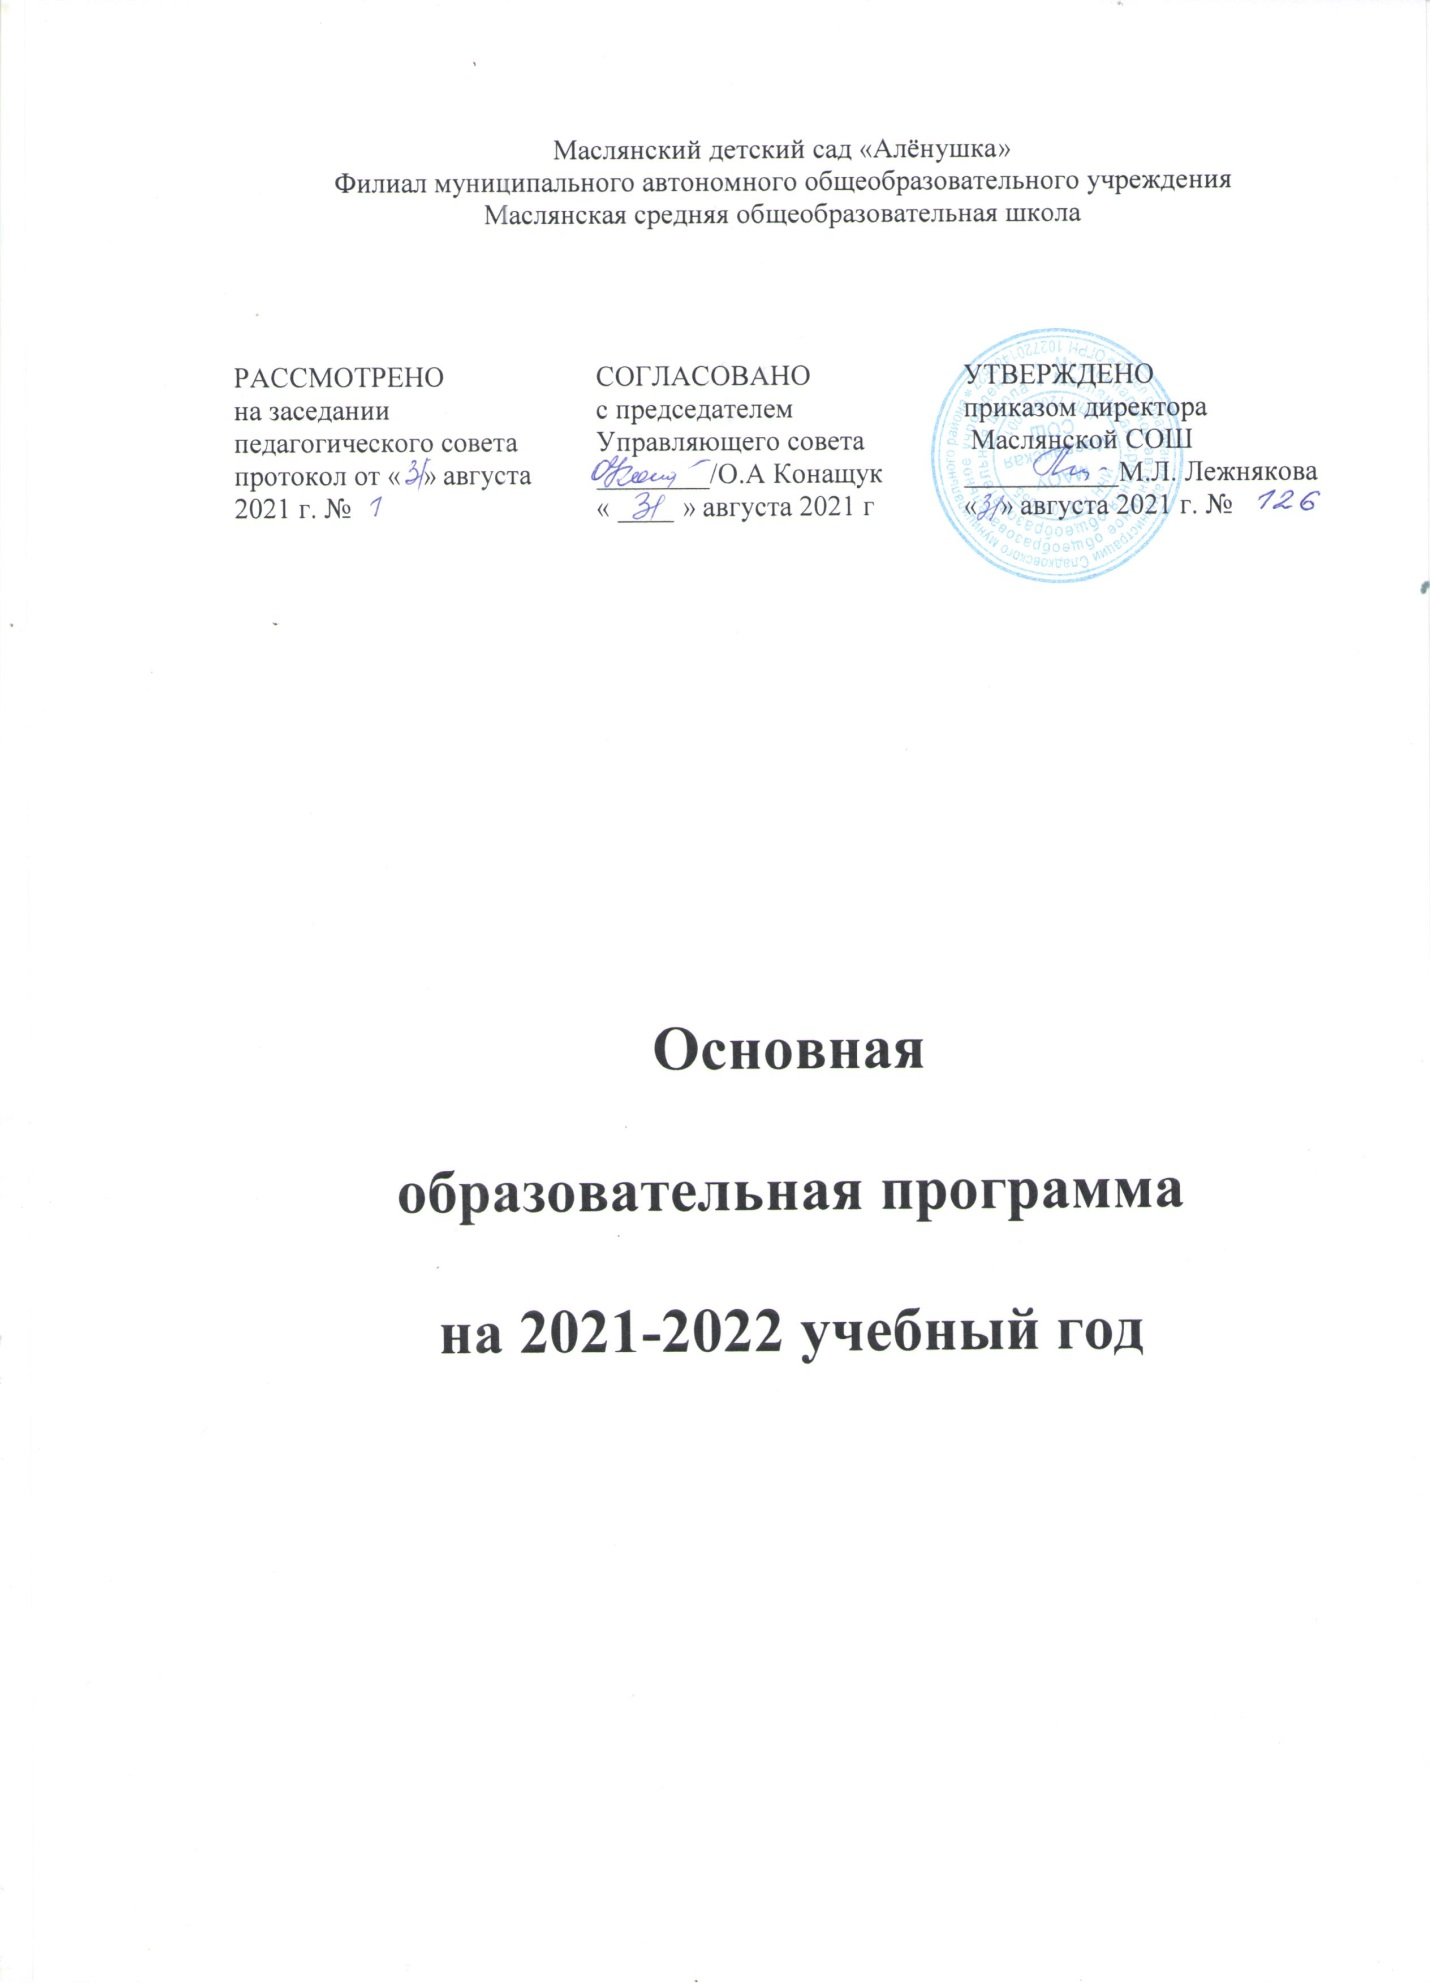 Маслянский детский сад «Алёнушка»
Филиал муниципального автономного общеобразовательного учреждения
Маслянская средняя общеобразовательная школа
РАССМОТРЕНО
на заседании
педагогического совета
протокол от «31» августа
2021 г. № 1
СОГЛАСОВАНО
с председателем
Управляющего совета
________/О.А Конащук
« 31 » августа 2021 г
УТВЕРЖДЕНО
приказом директора
Маслянской СОШ
___________М.Л. Лежнякова
«31» августа 2021 г. № 126
Основная
образовательная программа
на 2021-2022 учебный год